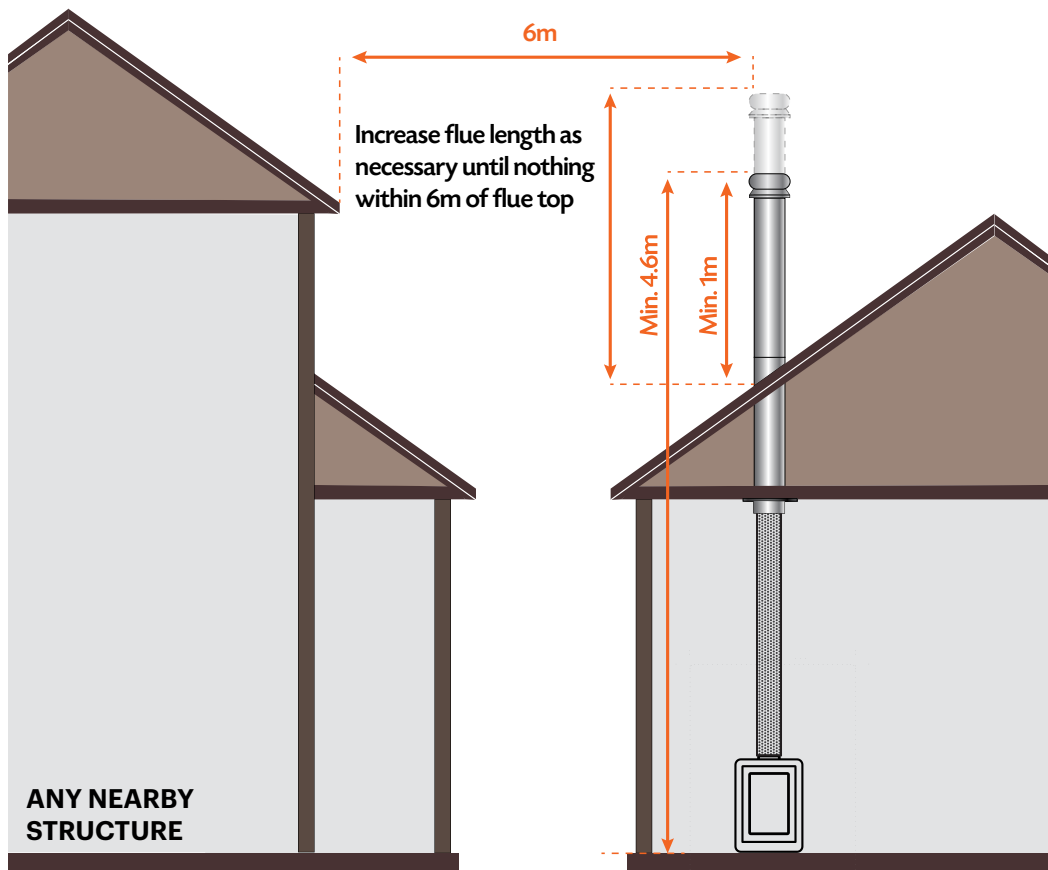 6m
Increase flue length as
necessary until nothing
within 6m of flue top
Min. 4.6m
Min. 1m
ANY NEARBY
STRUCTURE